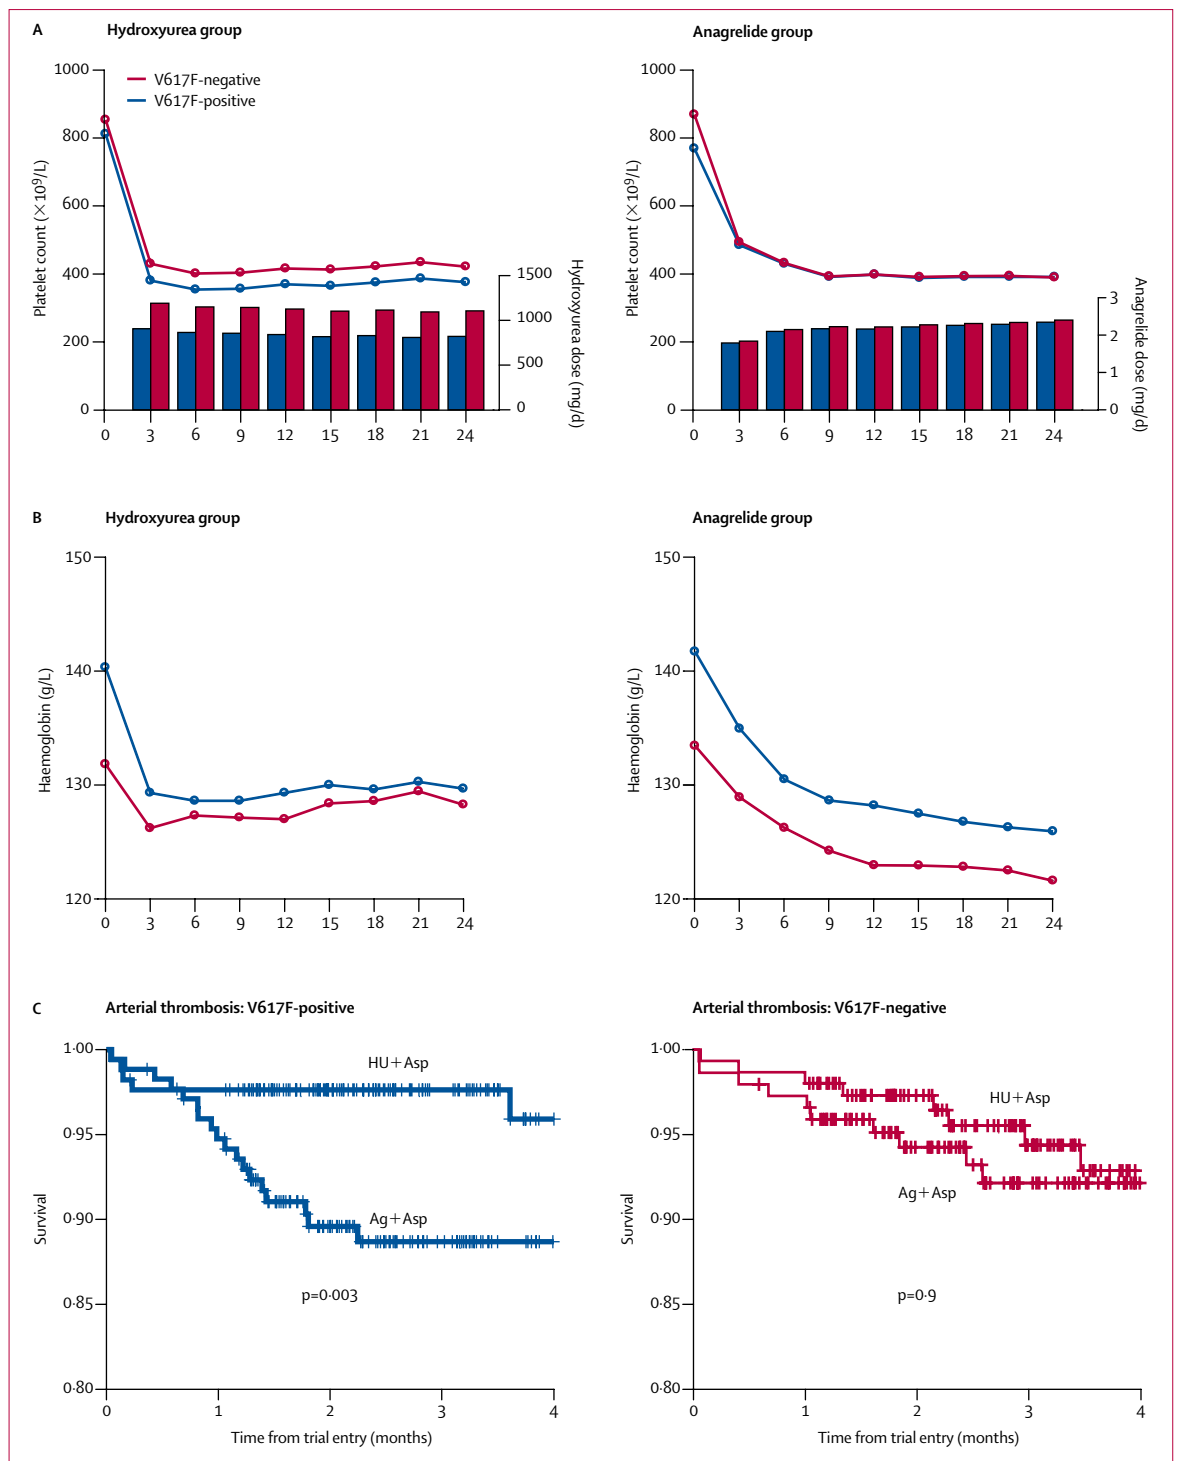 A
Hydroxyurea group
Anagrelide group
V617F-negative
V617F-positive
Platelet count (×10⁹/L)
1000
800
600
400
200
0
0 3 6 9 12 15 18 21 24
1500
1000
500
0
Hydroxyurea dose (mg/d)
Platelet count (×10⁹/L)
1000
800
600
400
200
0
0 3 6 9 12 15 18 21 24
3
2
1
0
Anagrelide dose (mg/d)
B
Hydroxyurea group
Anagrelide group
Haemoglobin (g/L)
150
140
130
120
0 3 6 9 12 15 18 21 24
Haemoglobin (g/L)
150
140
130
120
0 3 6 9 12 15 18 21 24
C
Arterial thrombosis: V617F-positive
Arterial thrombosis: V617F-negative
Survival
1·00
0·95
0·90
0·85
0·80
HU+Asp
Ag+Asp
p=0·003
0 1 2 3 4
Time from trial entry (months)
Survival
1·00
0·95
0·90
0·85
0·80
HU+Asp
Ag+Asp
p=0·9
0 1 2 3 4
Time from trial entry (months)